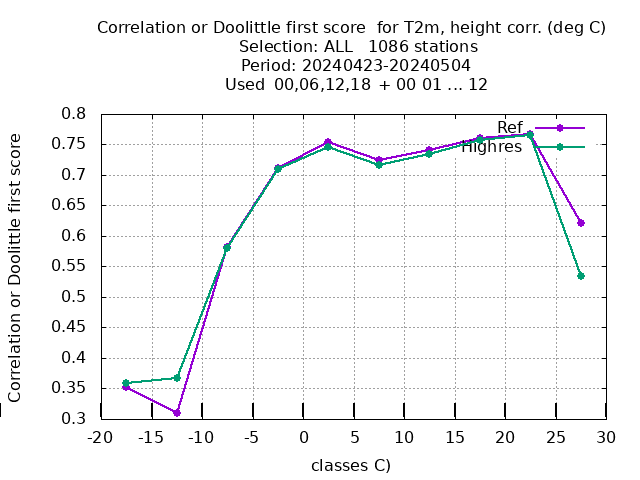 Correlation or Doolittle first score for T2m, height corr. (deg C)
Selection: ALL 1086 stations
Period: 20240423-20240504
Used 00,06,12,18 + 00 01 ... 12
Correlation or Doolittle first score
0.8
0.75
0.7
0.65
0.6
0.55
0.5
0.45
0.4
0.35
0.3
Ref
Highres
-20 -15 -10 -5 0 5 10 15 20 25 30
classes C)